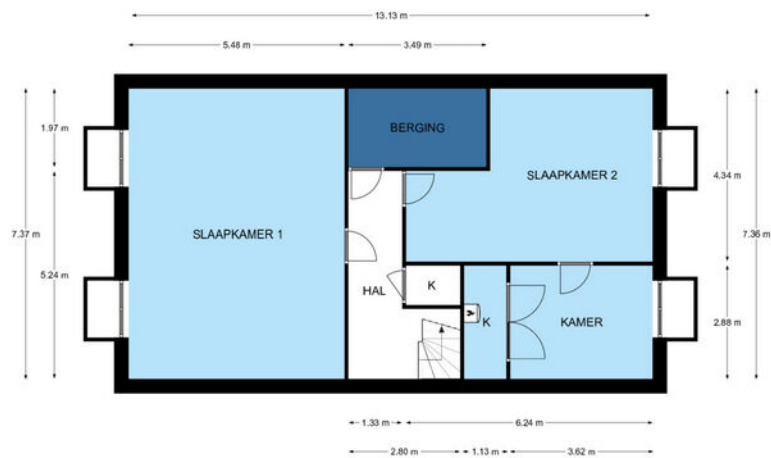 13.13 m
5.48 m
3.49 m
1.97 m
BERGING
4.34 m
SLAAPKAMER 2
7.37 m
SLAAPKAMER 1
7.36 m
5.24 m
HAL
K
K
KAMER
2.88 m
1.33 m
6.24 m
2.80 m
1.13 m
3.62 m